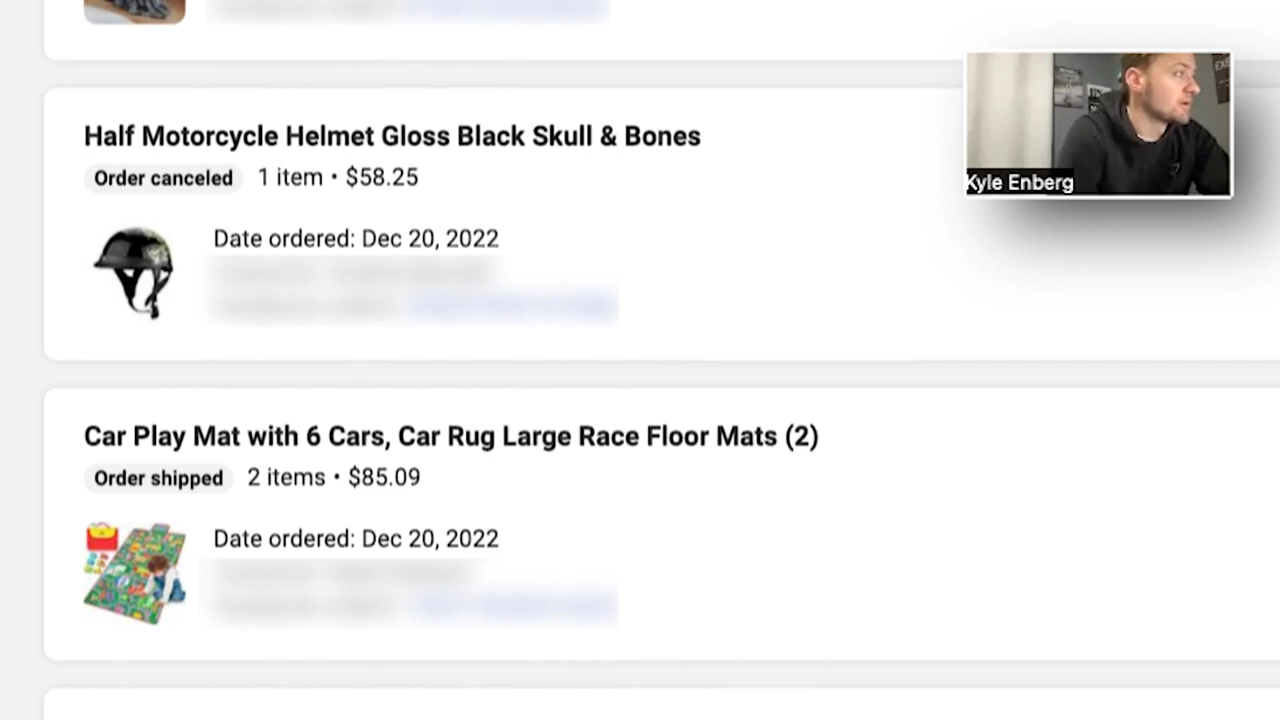 Half Motorcycle Helmet Gloss Black Skull & Bones
Order canceled 1 item • $58.25
Date ordered: Dec 20, 2022
Kyle Enberg
Car Play Mat with 6 Cars, Car Rug Large Race Floor Mats (2)
Order shipped 2 items • $85.09
Date ordered: Dec 20, 2022